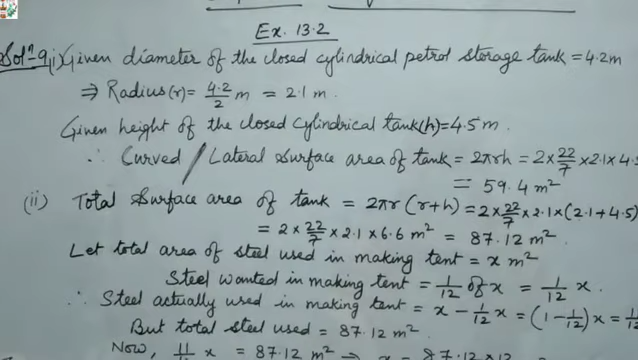 Ex. 13.2
Solⁿ 9(i) Given diameter of the closed cylindrical petrol storage tank = 4.2m
⇒ Radius(r) = 4.2/2 m = 2.1 m.
Given height of the closed cylindrical tank(h) = 4.5 m.
∴ Curved / Lateral Surface area of tank = 2πrh = 2 × 22/7 × 2.1 × 4.5
= 59.4 m²
(ii) Total Surface area of tank = 2πr (r+h) = 2 × 22/7 × 2.1 × (2.1 + 4.5)
= 2 × 22/7 × 2.1 × 6.6 m² = 87.12 m².
Let total area of steel used in making tent = x m²
Steel wanted in making tent = 1/12 of x = 1/12 x.
∴ Steel actually used in making tent = x - 1/12 x = (1 - 1/12) x =
But total steel used = 87.12 m².
Now, 11/12 x = 87.12 m² ⇒ x = 87.12×12